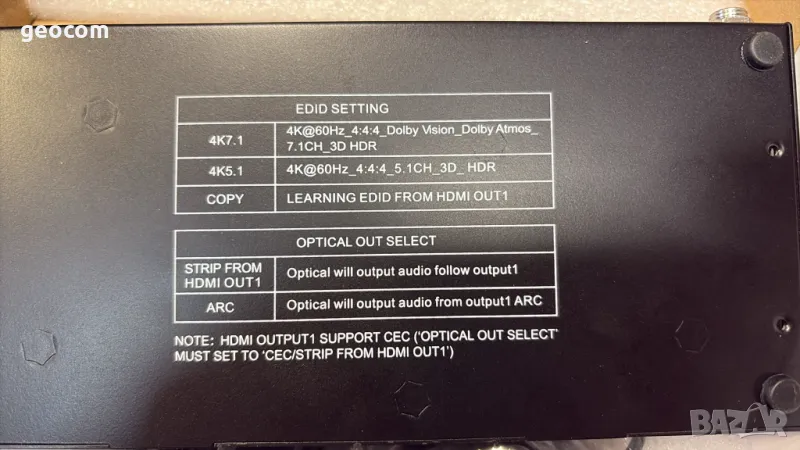 geocom
EDID SETTING
4K7.1
4K@60Hz_4:4:4_Dolby Vision_Dolby Atmos_
7.1CH_3D HDR
4K5.1
4K@60Hz_4:4:4_5.1CH_3D_ HDR
COPY
LEARNING EDID FROM HDMI OUT1
OPTICAL OUT SELECT
STRIP FROM
HDMI OUT1
Optical will output audio follow output1
ARC
Optical will output audio from output1 ARC
NOTE: HDMI OUTPUT1 SUPPORT CEC ('OPTICAL OUT SELECT'
MUST SET TO 'CEC/STRIP FROM HDMI OUT1')
BAZAR